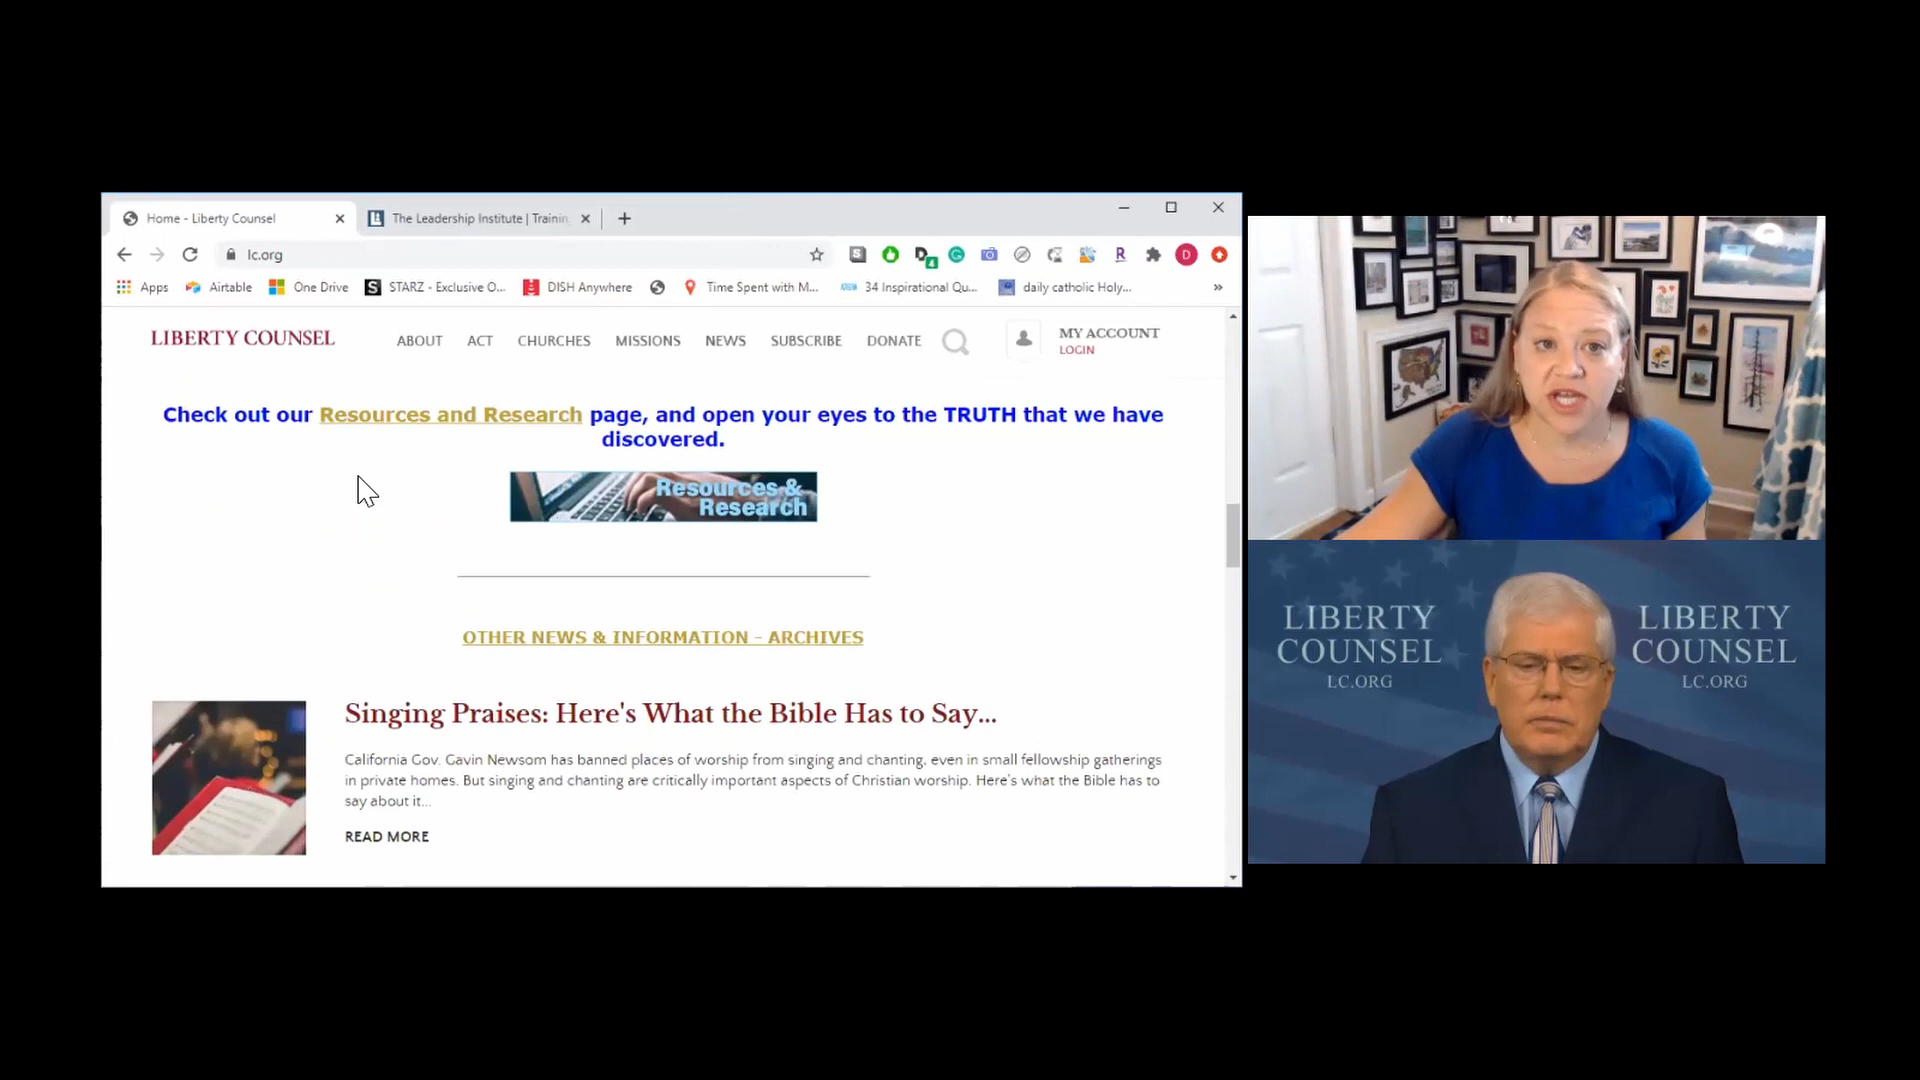 Home - Liberty Counsel
The Leadership Institute | Trainin
lc.org
Apps
Airtable
One Drive
STARZ - Exclusive O...
DISH Anywhere
Time Spent with M...
34 Inspirational Qu...
daily catholic Holy...
LIBERTY COUNSEL
ABOUT ACT CHURCHES MISSIONS NEWS SUBSCRIBE DONATE
MY ACCOUNT
LOGIN
Check out our Resources and Research page, and open your eyes to the TRUTH that we have
discovered.
Resources &
Research
OTHER NEWS & INFORMATION - ARCHIVES
Singing Praises: Here's What the Bible Has to Say...
California Gov. Gavin Newsom has banned places of worship from singing and chanting, even in small fellowship gatherings
in private homes. But singing and chanting are critically important aspects of Christian worship. Here's what the Bible has to
say about it...
READ MORE
LIBERTY
COUNSEL
LC.ORG
LIBERTY
COUNSEL
LC.ORG